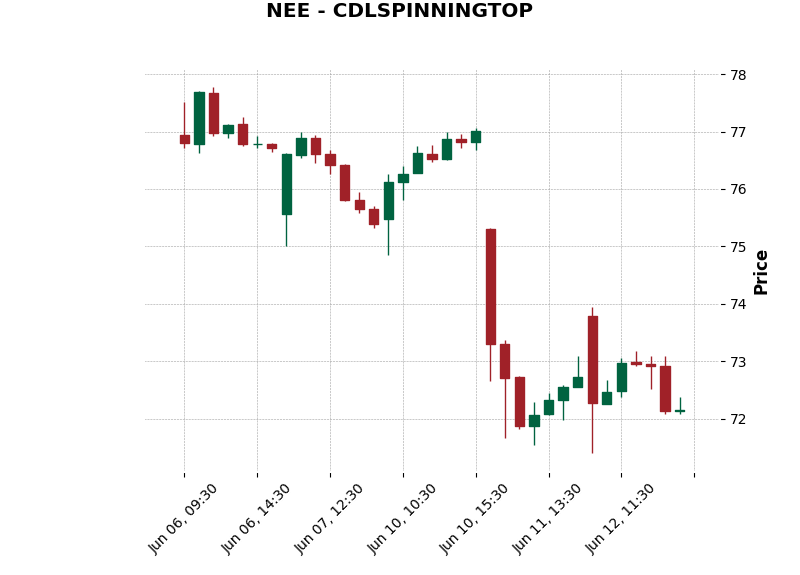 NEE - CDLSPINNINGTOP
78
77
76
75
74
73
72
Price
Jun 06, 09:30
Jun 06, 14:30
Jun 07, 12:30
Jun 10, 10:30
Jun 10, 15:30
Jun 11, 13:30
Jun 12, 11:30